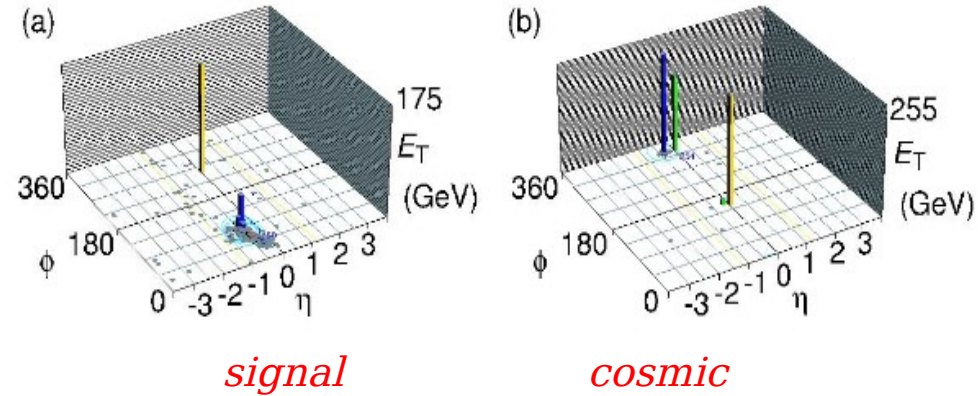 (a) (b)
175 255
E_T E_T
(GeV) (GeV)
360 360
180 180
ϕ ϕ
0 -3 -2 -1 0 1 2 3 0 -3 -2 -1 0 1 2 3
η η
signal cosmic